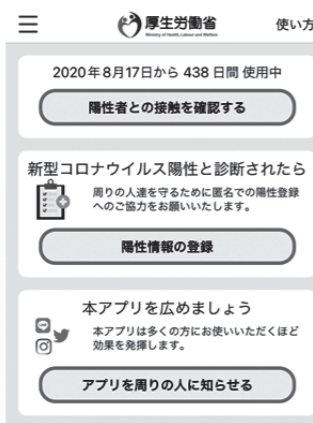 厚生労働省
Ministry of Health, Labour and Welfare
使い方
2020年8月17日から 438 日間 使用中
陽性者との接触を確認する
新型コロナウイルス陽性と診断されたら
周りの人達を守るために匿名での陽性登録
へのご協力をお願いいたします。
陽性情報の登録
本アプリを広めましょう
本アプリは多くの方にお使いいただくほど
効果を発揮します。
アプリを周りの人に知らせる